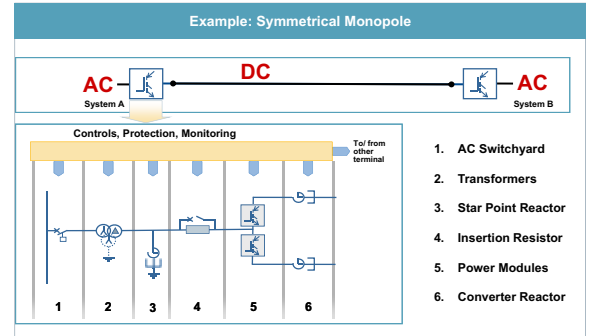 Example: Symmetrical Monopole
AC
DC
AC
System A
System B
Controls, Protection, Monitoring
To/ from
other
terminal
1 2 3 4 5 6
1. AC Switchyard
2. Transformers
3. Star Point Reactor
4. Insertion Resistor
5. Power Modules
6. Converter Reactor